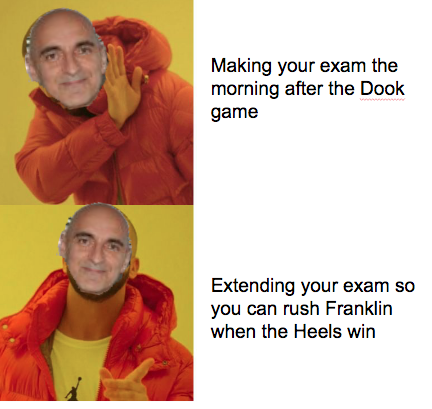 Making your exam the
morning after the Dook
game
Extending your exam so
you can rush Franklin
when the Heels win